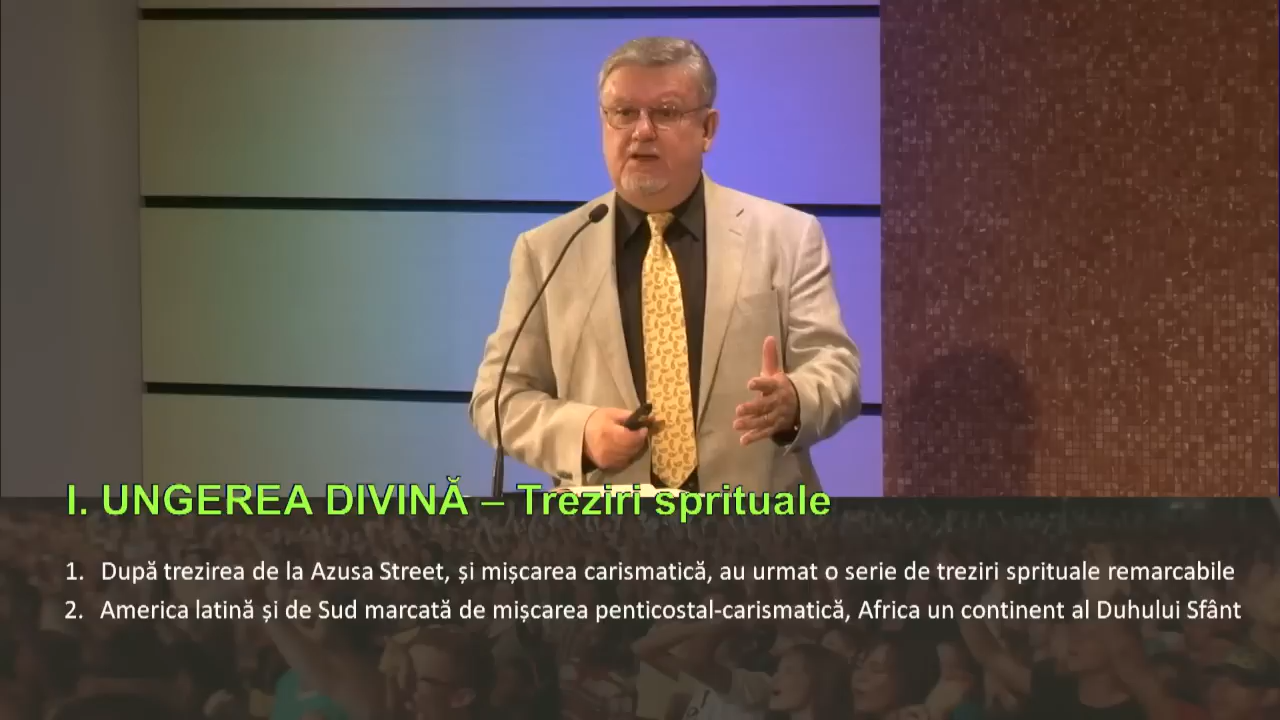 I. UNGEREA DIVINĂ – Treziri sprituale
1. După trezirea de la Azusa Street, și mișcarea carismatică, au urmat o serie de treziri sprituale remarcabile
2. America latină și de Sud marcată de mișcarea penticostal-carismatică, Africa un continent al Duhului Sfânt